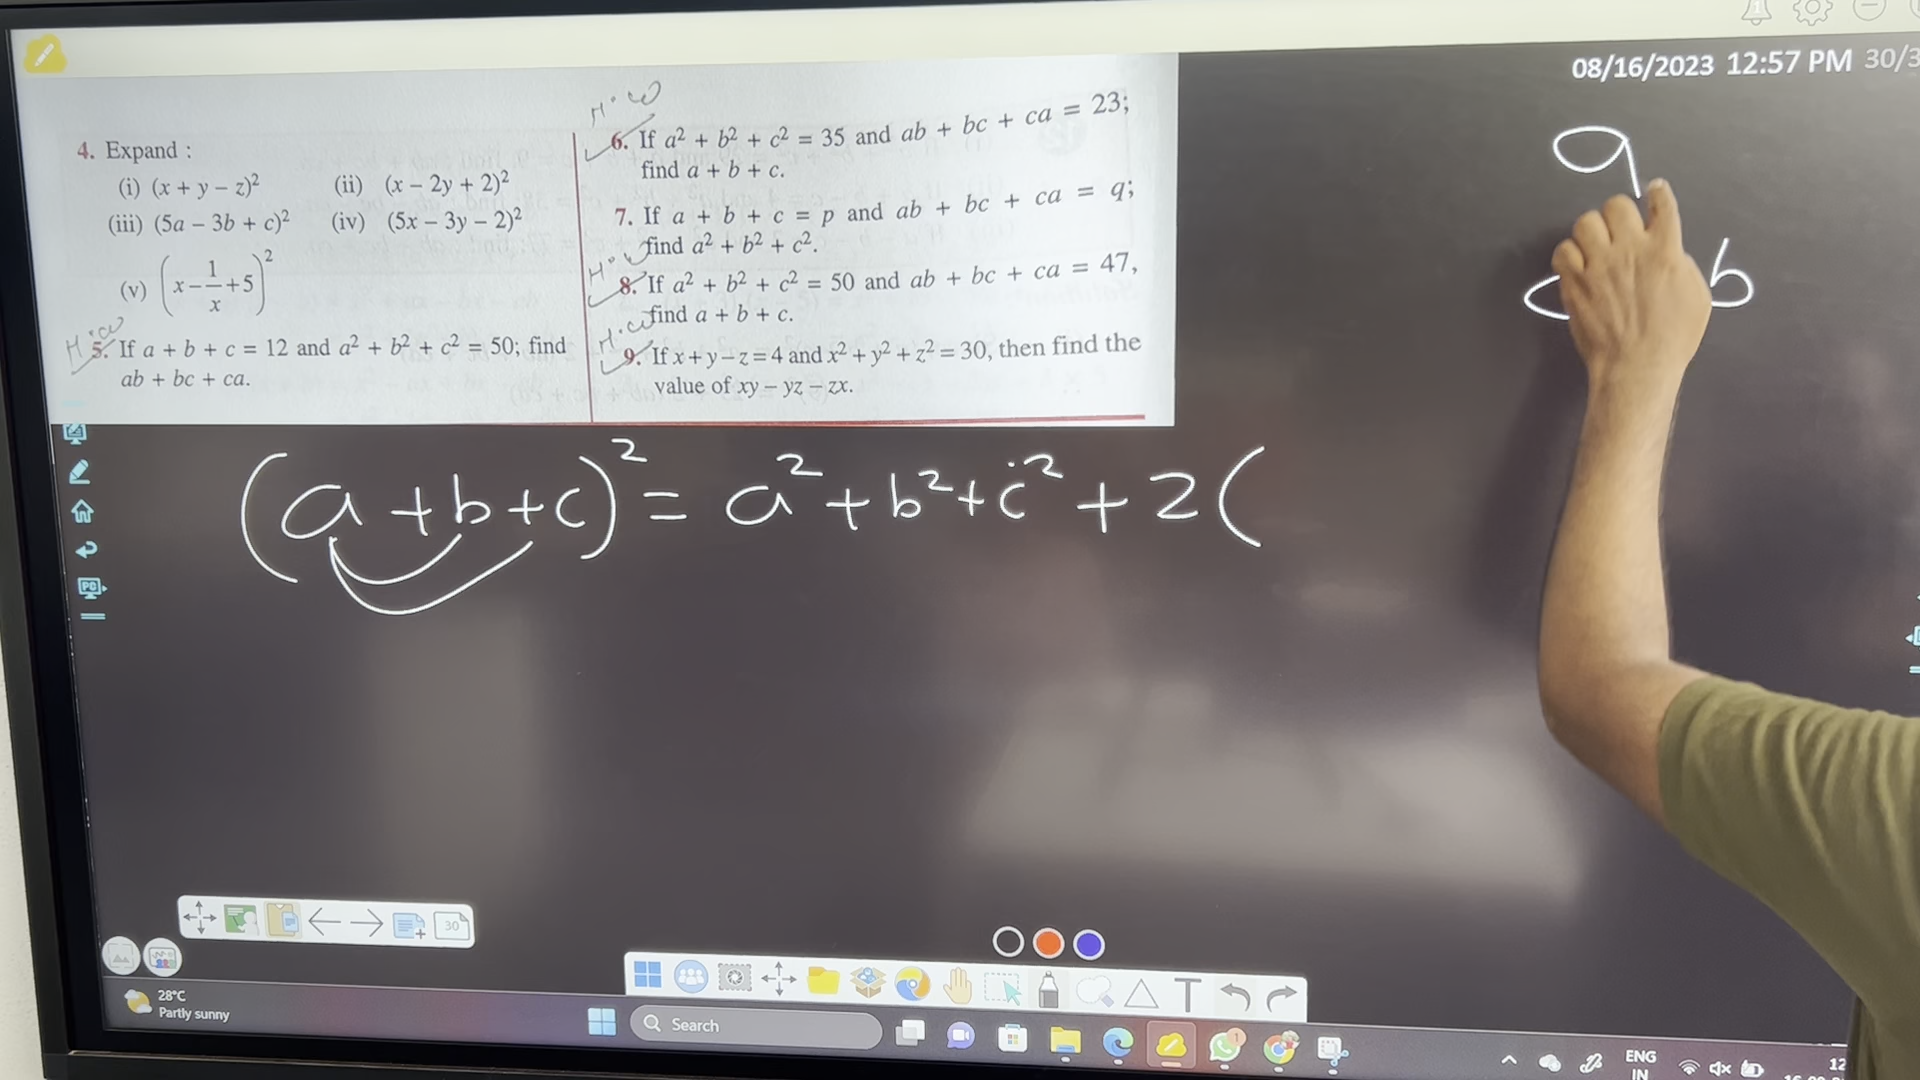 08/16/2023 12:57 PM 30/3
4. Expand :
(i) (x + y − z)² (ii) (x − 2y + 2)²
(iii) (5a − 3b + c)² (iv) (5x − 3y − 2)²
(v) (x − 1/x + 5)²
H.W
5. If a + b + c = 12 and a² + b² + c² = 50; find
ab + bc + ca.
H.W
6. If a² + b² + c² = 35 and ab + bc + ca = 23;
find a + b + c.
7. If a + b + c = p and ab + bc + ca = q;
find a² + b² + c².
H.W
8. If a² + b² + c² = 50 and ab + bc + ca = 47,
find a + b + c.
H.W
9. If x + y − z = 4 and x² + y² + z² = 30, then find the
value of xy − yz − zx.
a
c b
(a + b + c)² = a² + b² + c² + 2(
30
28°C
Partly sunny
Search
ENG
IN
12